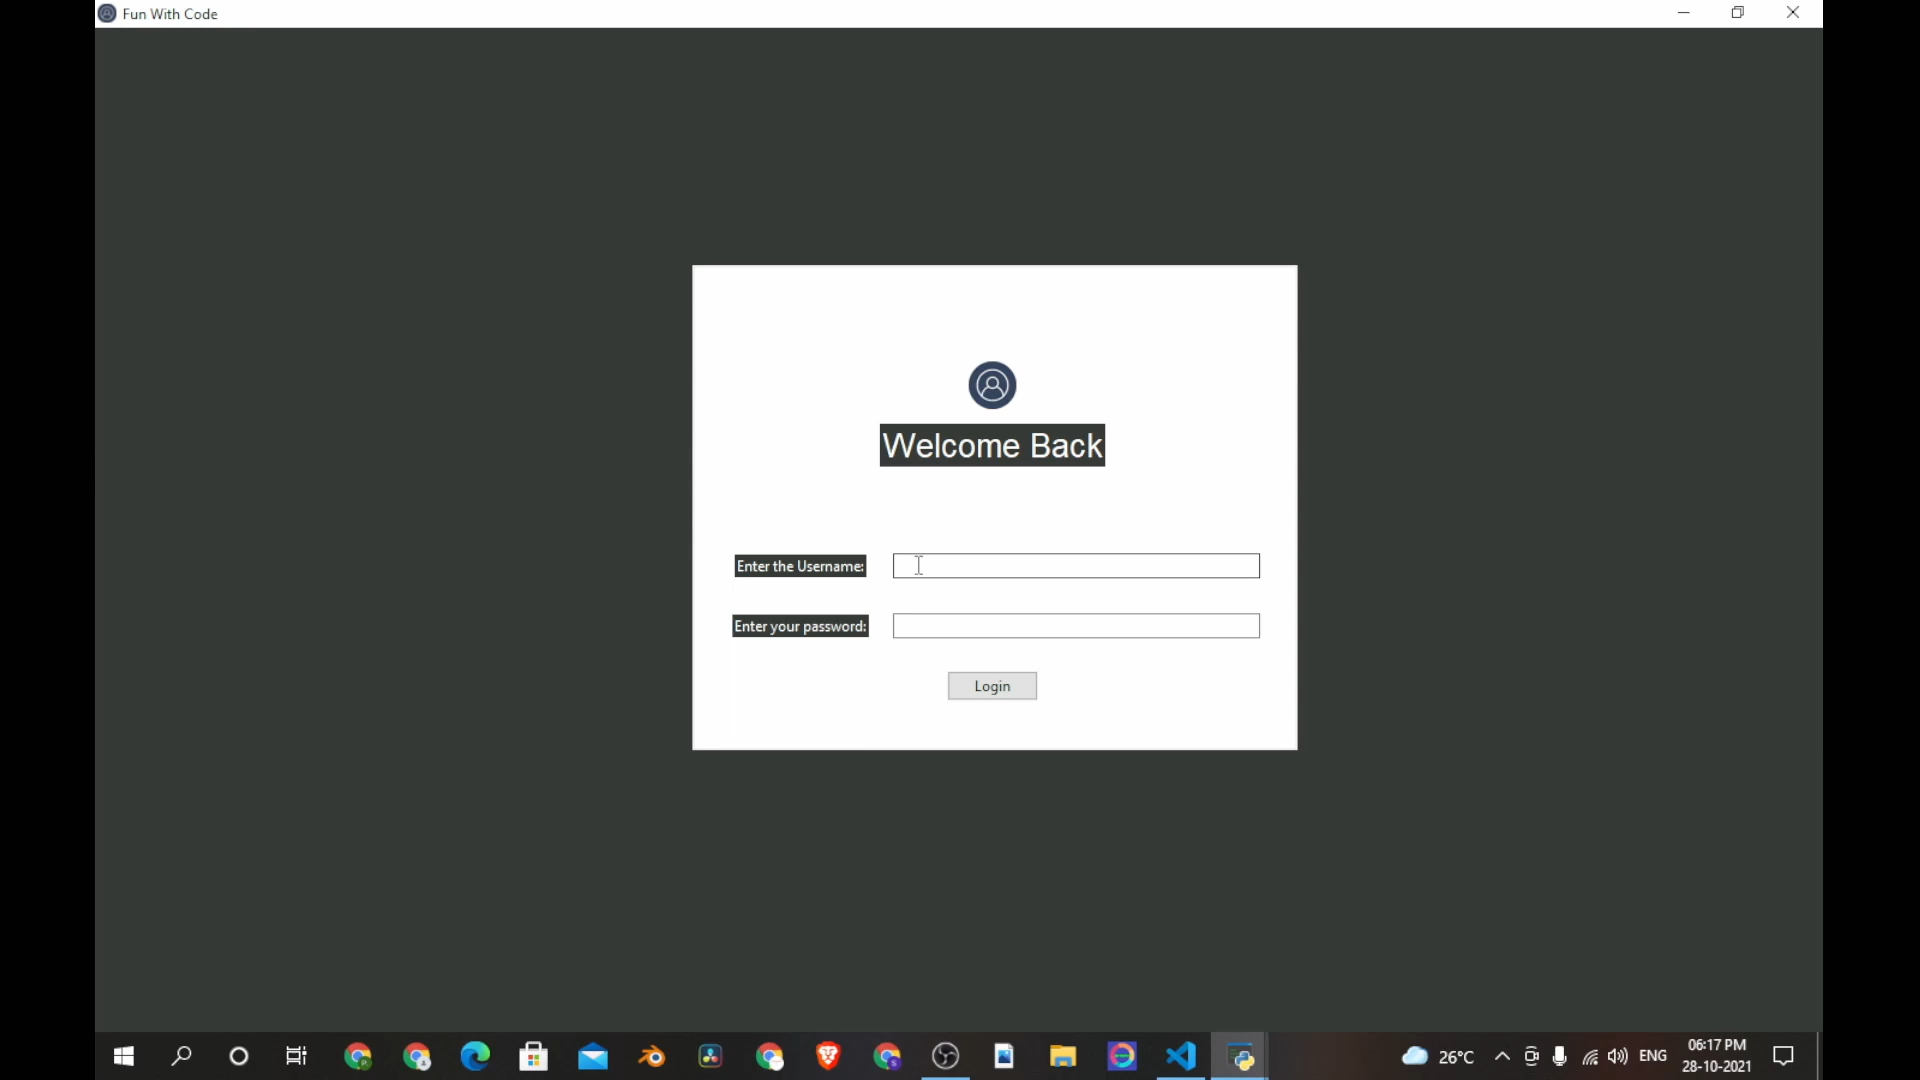 Fun With Code
Welcome Back
Enter the Username:
Enter your password:
Login
26°C
ENG
06:17 PM
28-10-2021